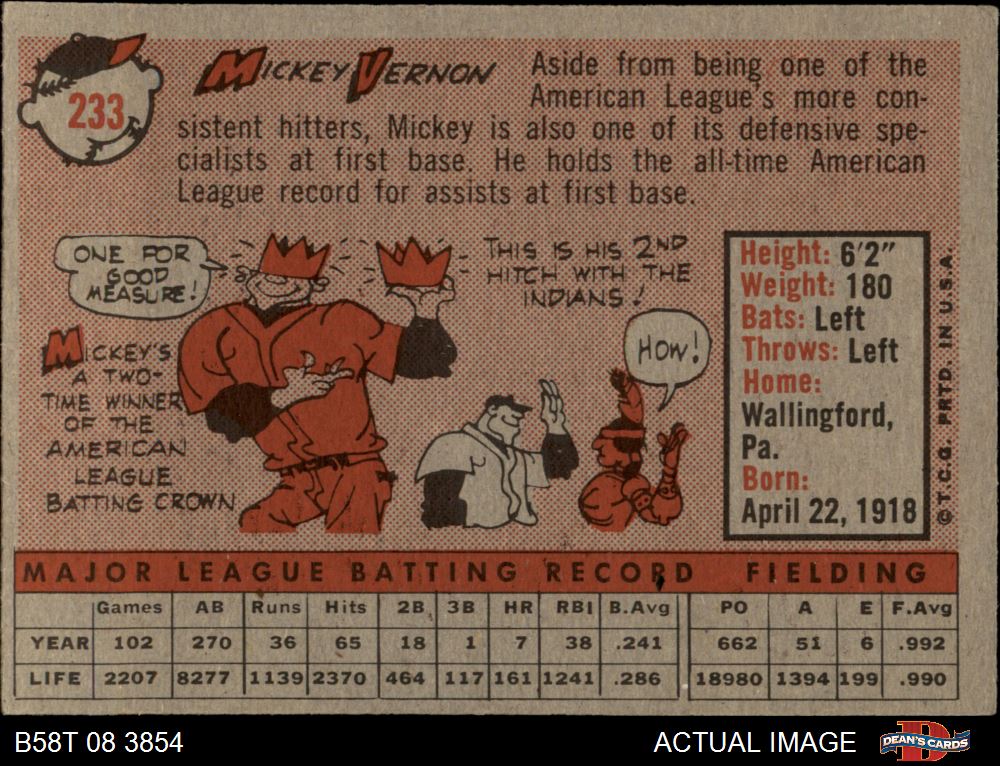 233
MICKEY VERNON
Aside from being one of the
American League's more con-
sistent hitters, Mickey is also one of its defensive spe-
cialists at first base. He holds the all-time American
League record for assists at first base.
ONE FOR
GOOD
MEASURE!
THIS IS HIS 2ND
HITCH WITH THE
INDIANS!
HOW!
MICKEY'S
A TWO-
TIME WINNER
OF THE
AMERICAN
LEAGUE
BATTING CROWN
Height: 6'2"
Weight: 180
Bats: Left
Throws: Left
Home:
Wallingford,
Pa.
Born:
April 22, 1918
© T.C.G. PRTD. IN U.S.A.
MAJOR LEAGUE BATTING RECORD FIELDING
Games AB Runs Hits 2B 3B HR RBI B.Avg PO A E F.Avg
YEAR 102 270 36 65 18 1 7 38 .241 662 51 6 .992
LIFE 2207 8277 1139 2370 464 117 161 1241 .286 18980 1394 199 .990
B58T 08 3854
ACTUAL IMAGE
D
DEAN'S CARDS